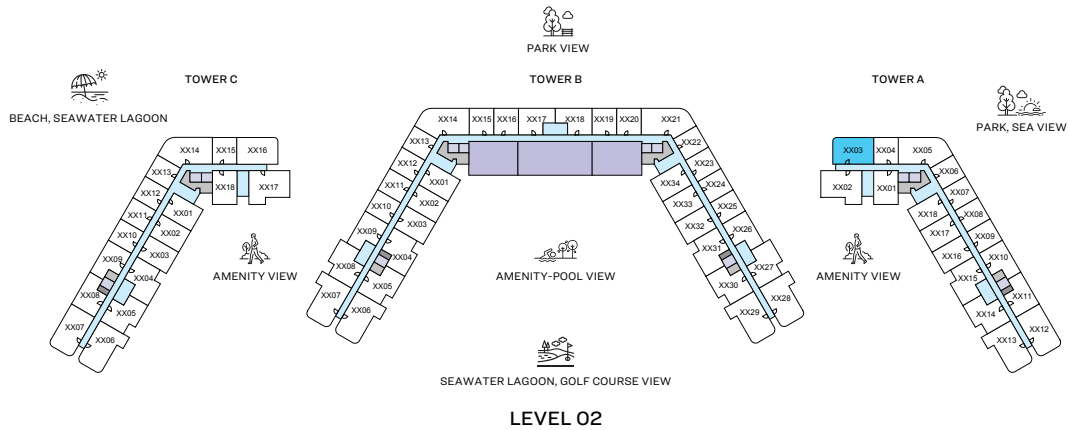 PARK VIEW
TOWER C
TOWER B
TOWER A
BEACH, SEAWATER LAGOON
PARK, SEA VIEW
XX14
XX15
XX16
XX13
XX12
XX11
XX10
XX09
XX08
XX07
XX06
XX05
XX04
XX03
XX02
XX01
XX18
XX17
AMENITY VIEW
XX14
XX15
XX16
XX17
XX18
XX19
XX20
XX21
XX13
XX12
XX11
XX10
XX09
XX08
XX07
XX06
XX05
XX04
XX03
XX02
XX01
XX22
XX23
XX24
XX25
XX26
XX27
XX28
XX29
XX30
XX31
XX32
XX33
XX34
AMENITY-POOL VIEW
XX03
XX04
XX05
XX02
XX01
XX06
XX07
XX08
XX09
XX10
XX11
XX12
XX13
XX14
XX15
XX16
XX17
XX18
AMENITY VIEW
SEAWATER LAGOON, GOLF COURSE VIEW
LEVEL 02